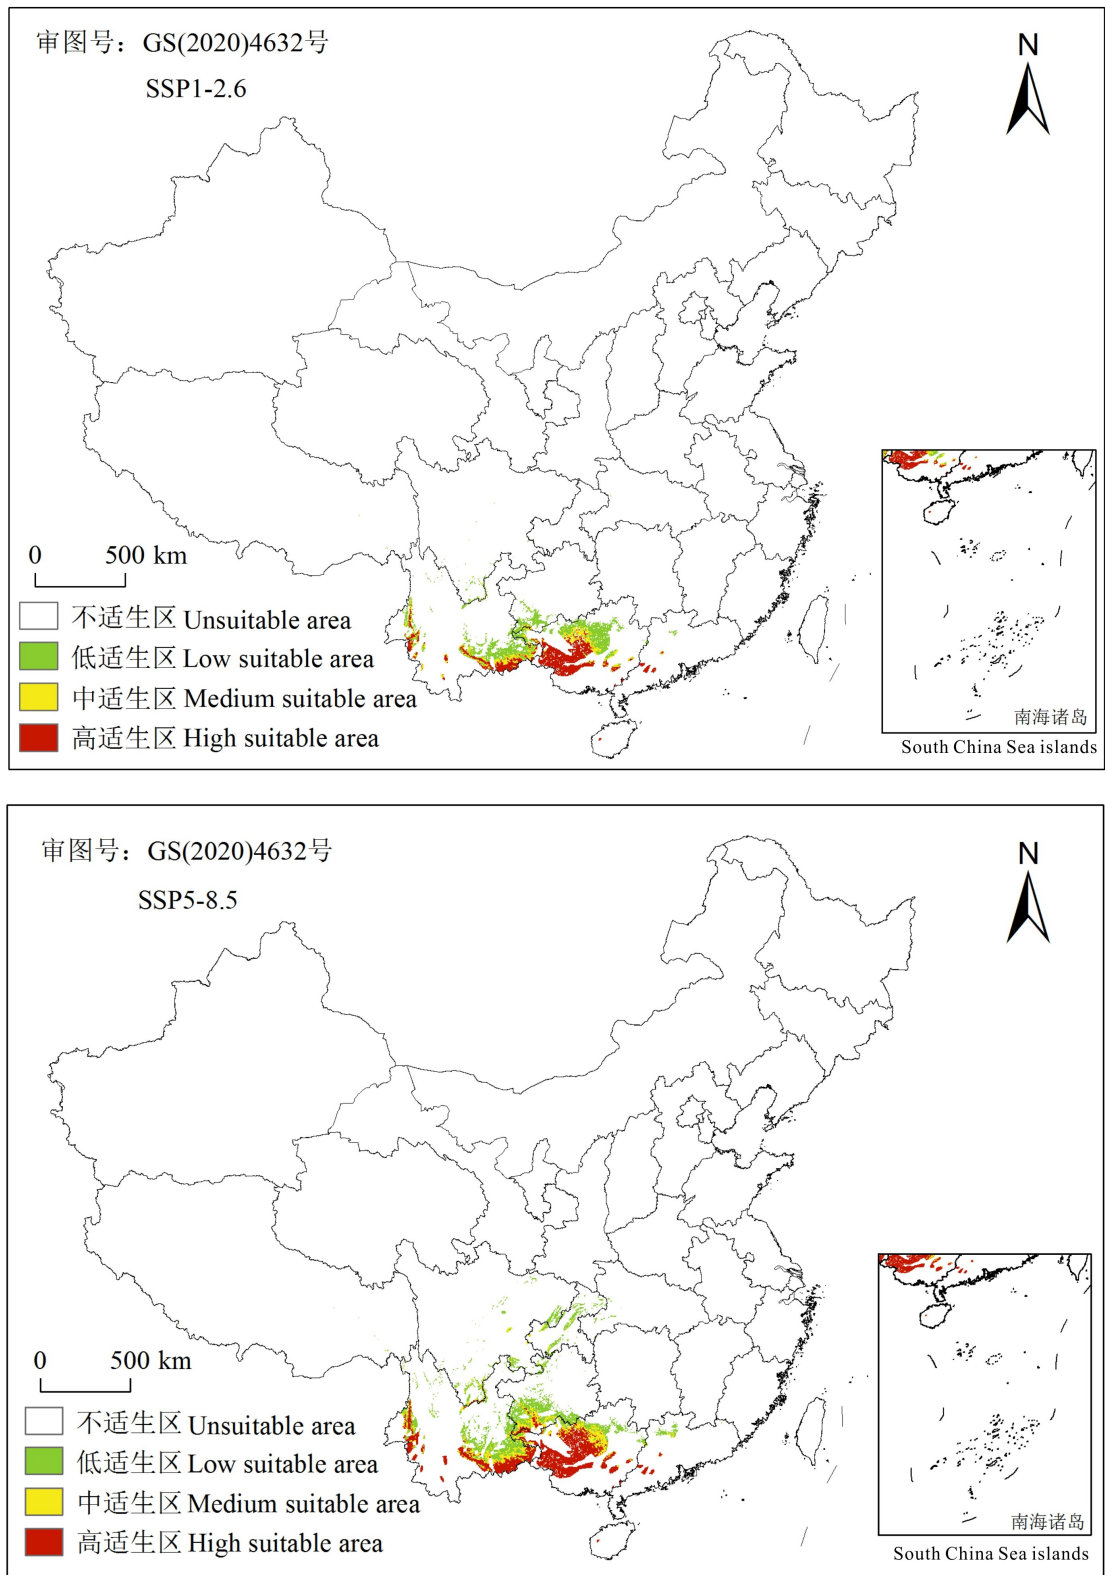 审图号：GS(2020)4632号
SSP1-2.6
N
0 500 km
不适生区 Unsuitable area
低适生区 Low suitable area
中适生区 Medium suitable area
高适生区 High suitable area
南海诸岛
South China Sea islands
审图号：GS(2020)4632号
SSP5-8.5
N
0 500 km
不适生区 Unsuitable area
低适生区 Low suitable area
中适生区 Medium suitable area
高适生区 High suitable area
南海诸岛
South China Sea islands